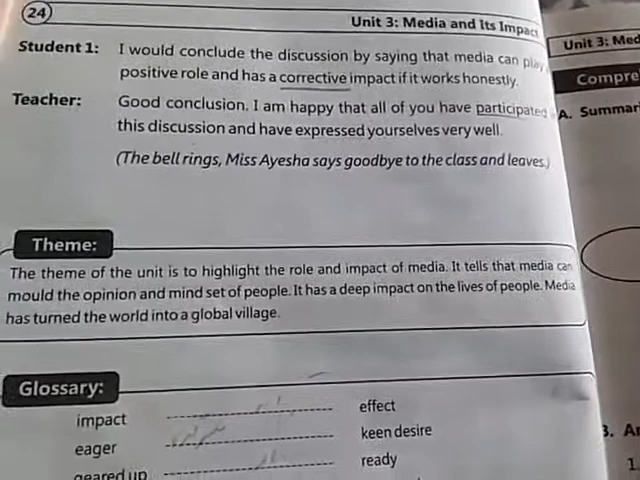 24
Unit 3: Media and Its Impact
Student 1: I would conclude the discussion by saying that media can play
positive role and has a corrective impact if it works honestly.
Teacher: Good conclusion. I am happy that all of you have participated
this discussion and have expressed yourselves very well.
(The bell rings, Miss Ayesha says goodbye to the class and leaves.)
Theme:
The theme of the unit is to highlight the role and impact of media. It tells that media can
mould the opinion and mind set of people. It has a deep impact on the lives of people. Media
has turned the world into a global village.
Glossary:
impact effect
eager keen desire
geared up ready
Unit 3: Med
Compre
A. Summar
3. An
1.